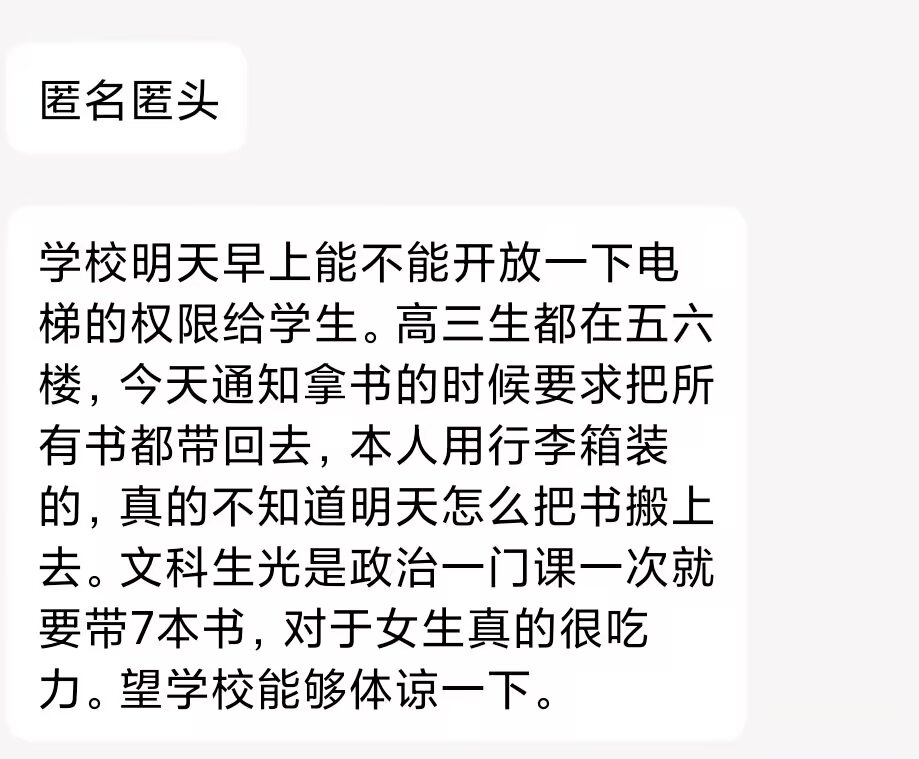 匿名匿头
学校明天早上能不能开放一下电
梯的权限给学生。高三生都在五六
楼，今天通知拿书的时候要求把所
有书都带回去，本人用行李箱装
的，真的不知道明天怎么把书搬上
去。文科生光是政治一门课一次就
要带7本书，对于女生真的很吃
力。望学校能够体谅一下。